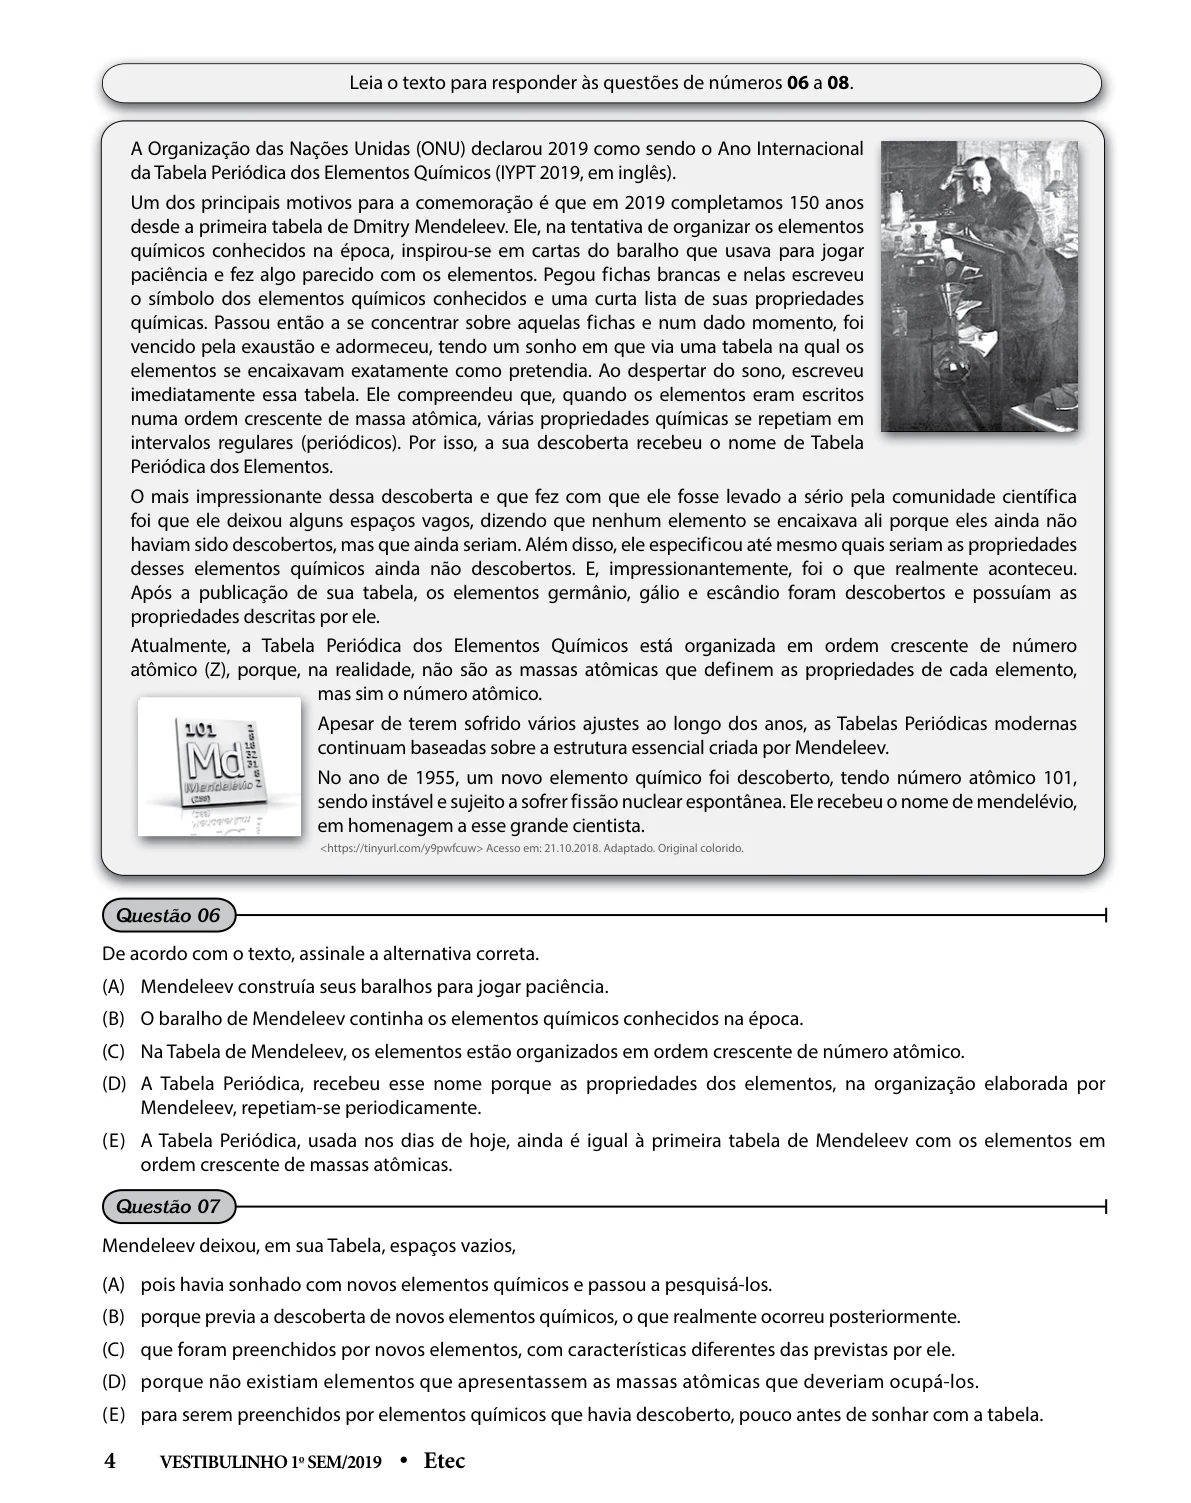 Leia o texto para responder às questões de números 06 a 08.
A Organização das Nações Unidas (ONU) declarou 2019 como sendo o Ano Internacional
da Tabela Periódica dos Elementos Químicos (IYPT 2019, em inglês).
Um dos principais motivos para a comemoração é que em 2019 completamos 150 anos
desde a primeira tabela de Dmitry Mendeleev. Ele, na tentativa de organizar os elementos
químicos conhecidos na época, inspirou-se em cartas do baralho que usava para jogar
paciência e fez algo parecido com os elementos. Pegou fichas brancas e nelas escreveu
o símbolo dos elementos químicos conhecidos e uma curta lista de suas propriedades
químicas. Passou então a se concentrar sobre aquelas fichas e num dado momento, foi
vencido pela exaustão e adormeceu, tendo um sonho em que via uma tabela na qual os
elementos se encaixavam exatamente como pretendia. Ao despertar do sono, escreveu
imediatamente essa tabela. Ele compreendeu que, quando os elementos eram escritos
numa ordem crescente de massa atômica, várias propriedades químicas se repetiam em
intervalos regulares (periódicos). Por isso, a sua descoberta recebeu o nome de Tabela
Periódica dos Elementos.
O mais impressionante dessa descoberta e que fez com que ele fosse levado a sério pela comunidade científica
foi que ele deixou alguns espaços vagos, dizendo que nenhum elemento se encaixava ali porque eles ainda não
haviam sido descobertos, mas que ainda seriam. Além disso, ele especificou até mesmo quais seriam as propriedades
desses elementos químicos ainda não descobertos. E, impressionantemente, foi o que realmente aconteceu.
Após a publicação de sua tabela, os elementos germânio, gálio e escândio foram descobertos e possuíam as
propriedades descritas por ele.
Atualmente, a Tabela Periódica dos Elementos Químicos está organizada em ordem crescente de número
atômico (Z), porque, na realidade, não são as massas atômicas que definem as propriedades de cada elemento,
mas sim o número atômico.
Apesar de terem sofrido vários ajustes ao longo dos anos, as Tabelas Periódicas modernas
continuam baseadas sobre a estrutura essencial criada por Mendeleev.
No ano de 1955, um novo elemento químico foi descoberto, tendo número atômico 101,
sendo instável e sujeito a sofrer fissão nuclear espontânea. Ele recebeu o nome de mendelévio,
em homenagem a esse grande cientista.
<https://tinyurl.com/y9pwfcuw> Acesso em: 21.10.2018. Adaptado. Original colorido.
101
Md
Mendelévio
(258)
Questão 06
De acordo com o texto, assinale a alternativa correta.
(A) Mendeleev construía seus baralhos para jogar paciência.
(B) O baralho de Mendeleev continha os elementos químicos conhecidos na época.
(C) Na Tabela de Mendeleev, os elementos estão organizados em ordem crescente de número atômico.
(D) A Tabela Periódica, recebeu esse nome porque as propriedades dos elementos, na organização elaborada por
Mendeleev, repetiam-se periodicamente.
(E) A Tabela Periódica, usada nos dias de hoje, ainda é igual à primeira tabela de Mendeleev com os elementos em
ordem crescente de massas atômicas.
Questão 07
Mendeleev deixou, em sua Tabela, espaços vazios,
(A) pois havia sonhado com novos elementos químicos e passou a pesquisá-los.
(B) porque previa a descoberta de novos elementos químicos, o que realmente ocorreu posteriormente.
(C) que foram preenchidos por novos elementos, com características diferentes das previstas por ele.
(D) porque não existiam elementos que apresentassem as massas atômicas que deveriam ocupá-los.
(E) para serem preenchidos por elementos químicos que havia descoberto, pouco antes de sonhar com a tabela.
4 VESTIBULINHO 1º SEM/2019 • Etec